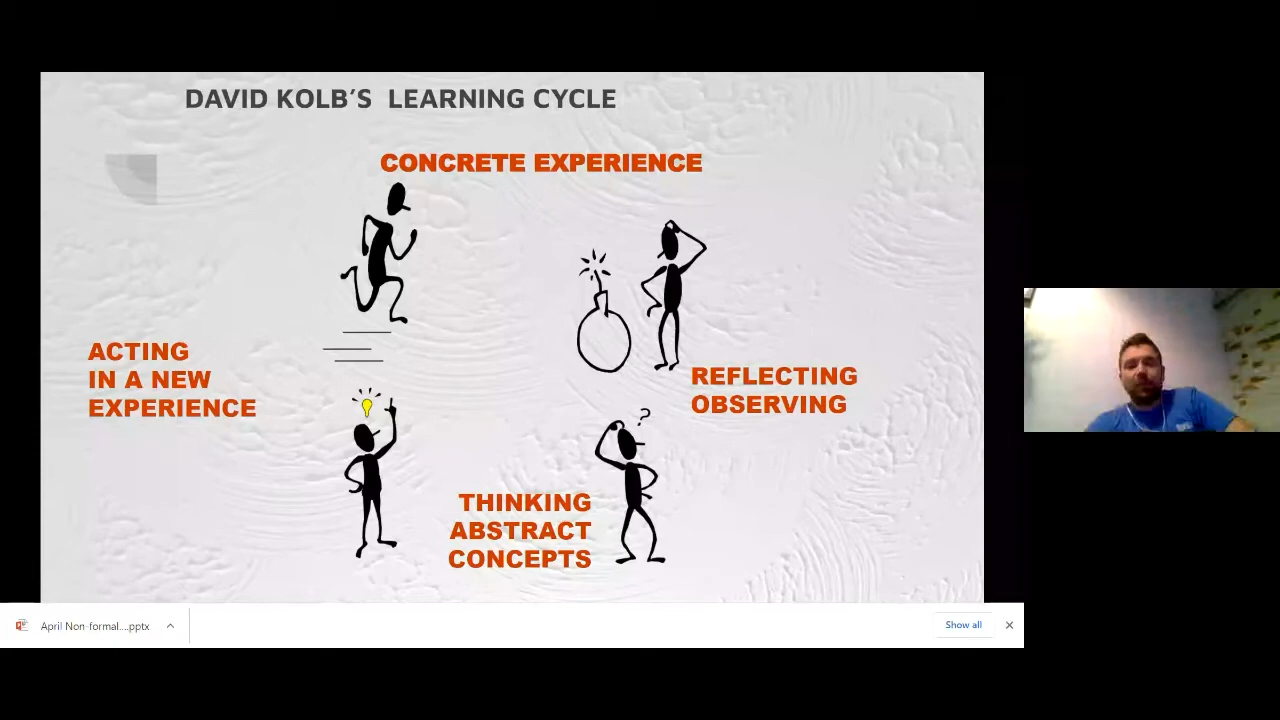 DAVID KOLB'S LEARNING CYCLE
CONCRETE EXPERIENCE
ACTING
IN A NEW
EXPERIENCE
REFLECTING
OBSERVING
?
THINKING
ABSTRACT
CONCEPTS
April Non-formal....pptx
Show all